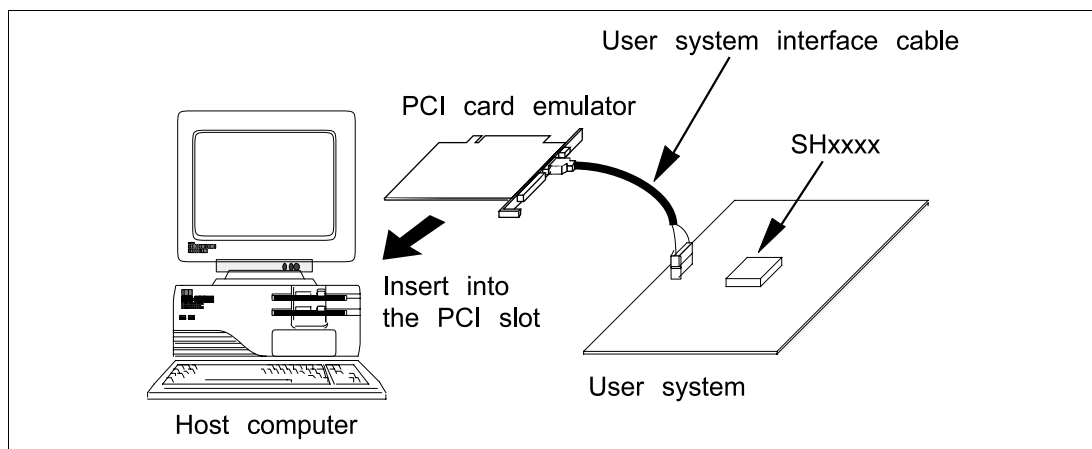 User system interface cable
PCI card emulator
SHxxxx
Insert into
the PCI slot
User system
Host computer